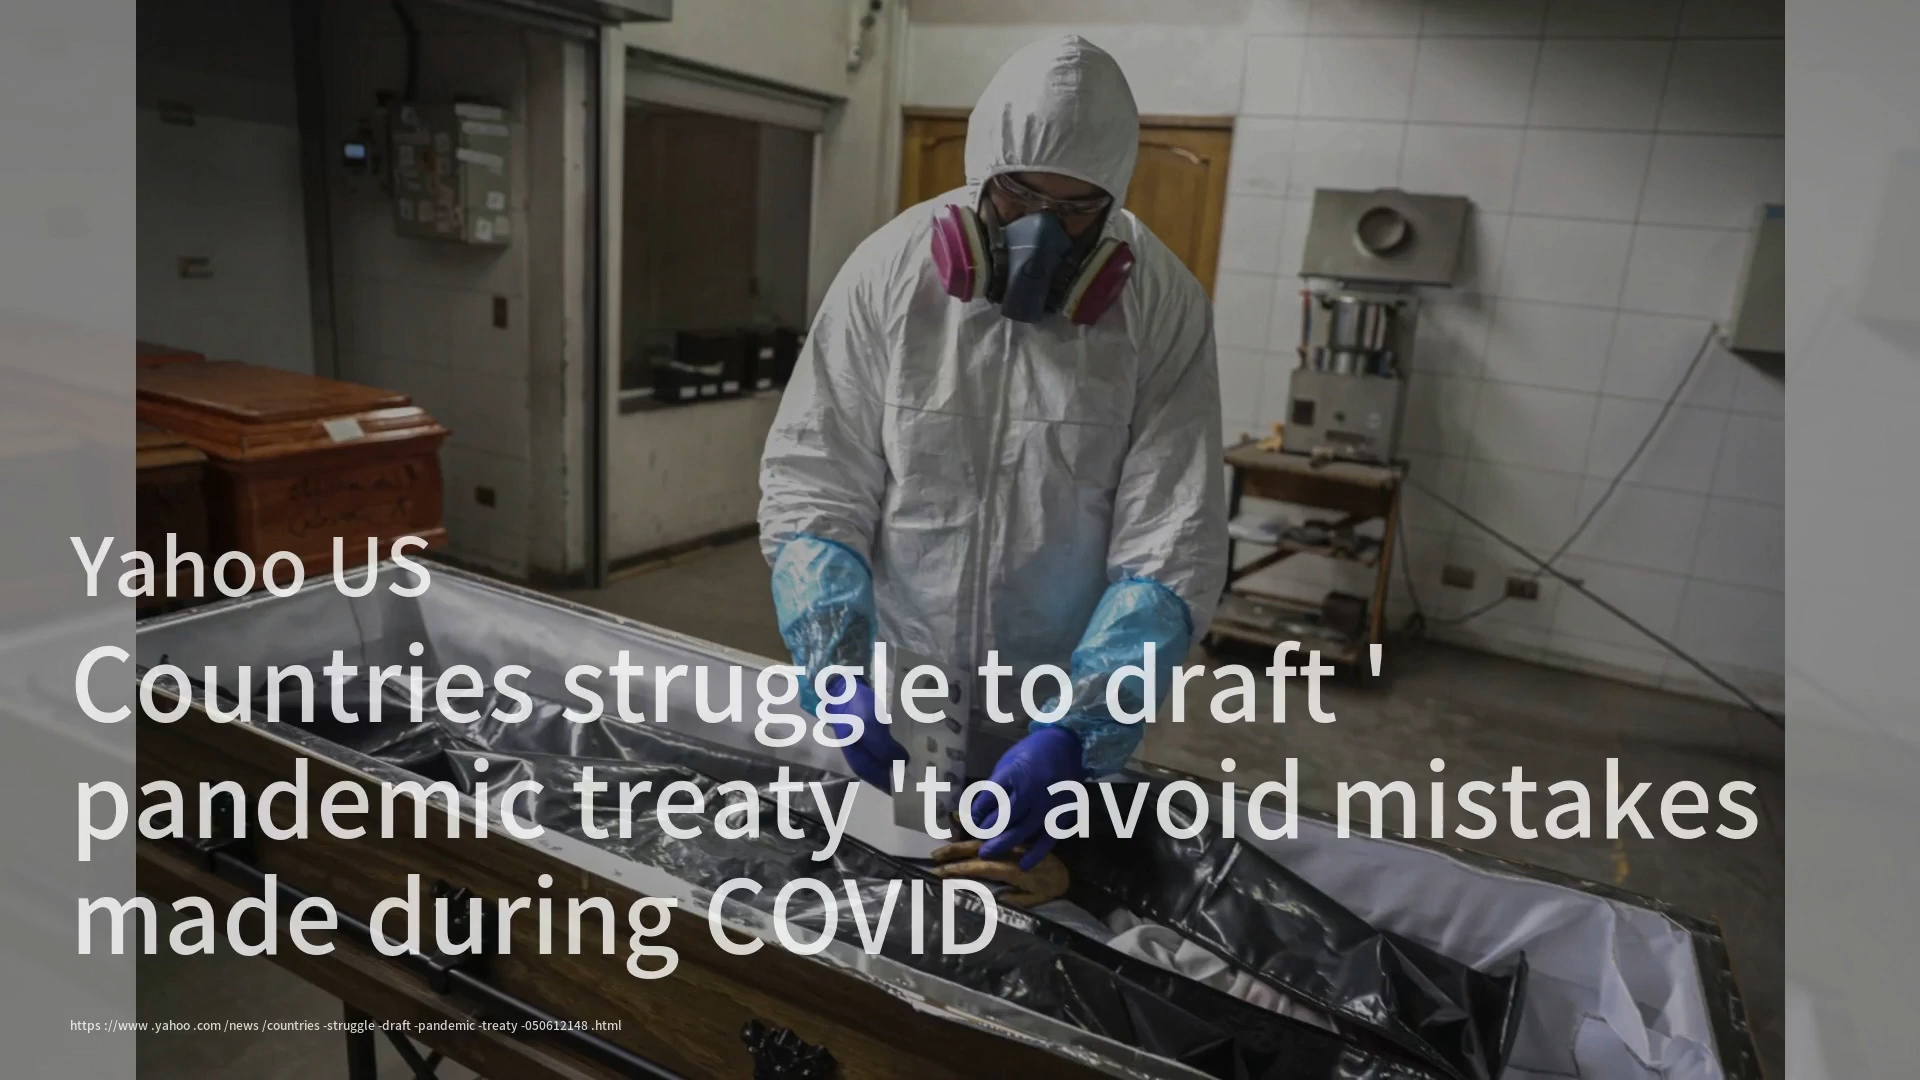 Yahoo US
Countries struggle to draft '
pandemic treaty 'to avoid mistakes
made during COVID
https ://www .yahoo .com /news /countries -struggle -draft -pandemic -treaty -050612148 .html